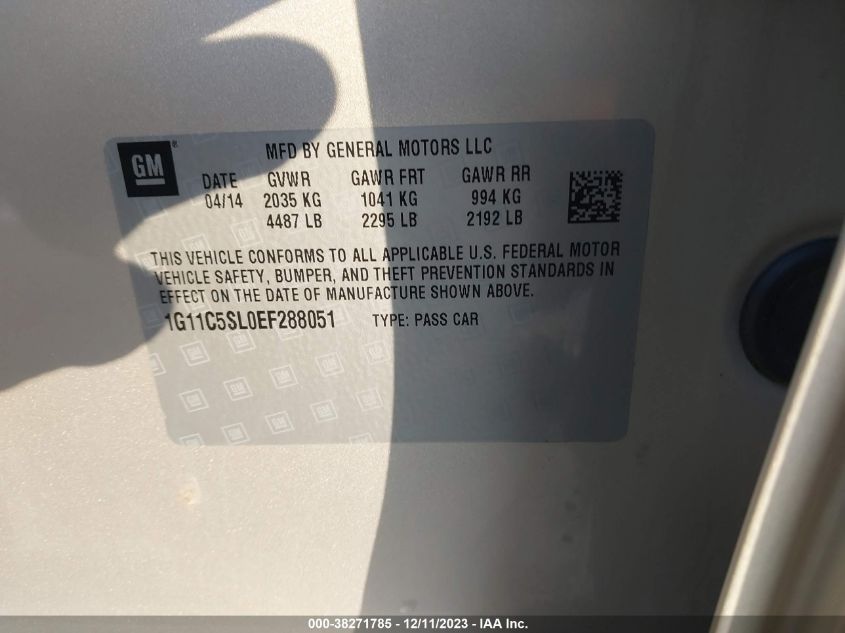 GM®
MFD BY GENERAL MOTORS LLC
DATE GVWR GAWR FRT GAWR RR
04/14 2035 KG 1041 KG 994 KG
4487 LB 2295 LB 2192 LB
THIS VEHICLE CONFORMS TO ALL APPLICABLE U.S. FEDERAL MOTOR
VEHICLE SAFETY, BUMPER, AND THEFT PREVENTION STANDARDS IN
EFFECT ON THE DATE OF MANUFACTURE SHOWN ABOVE.
1G11C5SL0EF288051 TYPE: PASS CAR
000-38271785 - 12/11/2023 - IAA Inc.